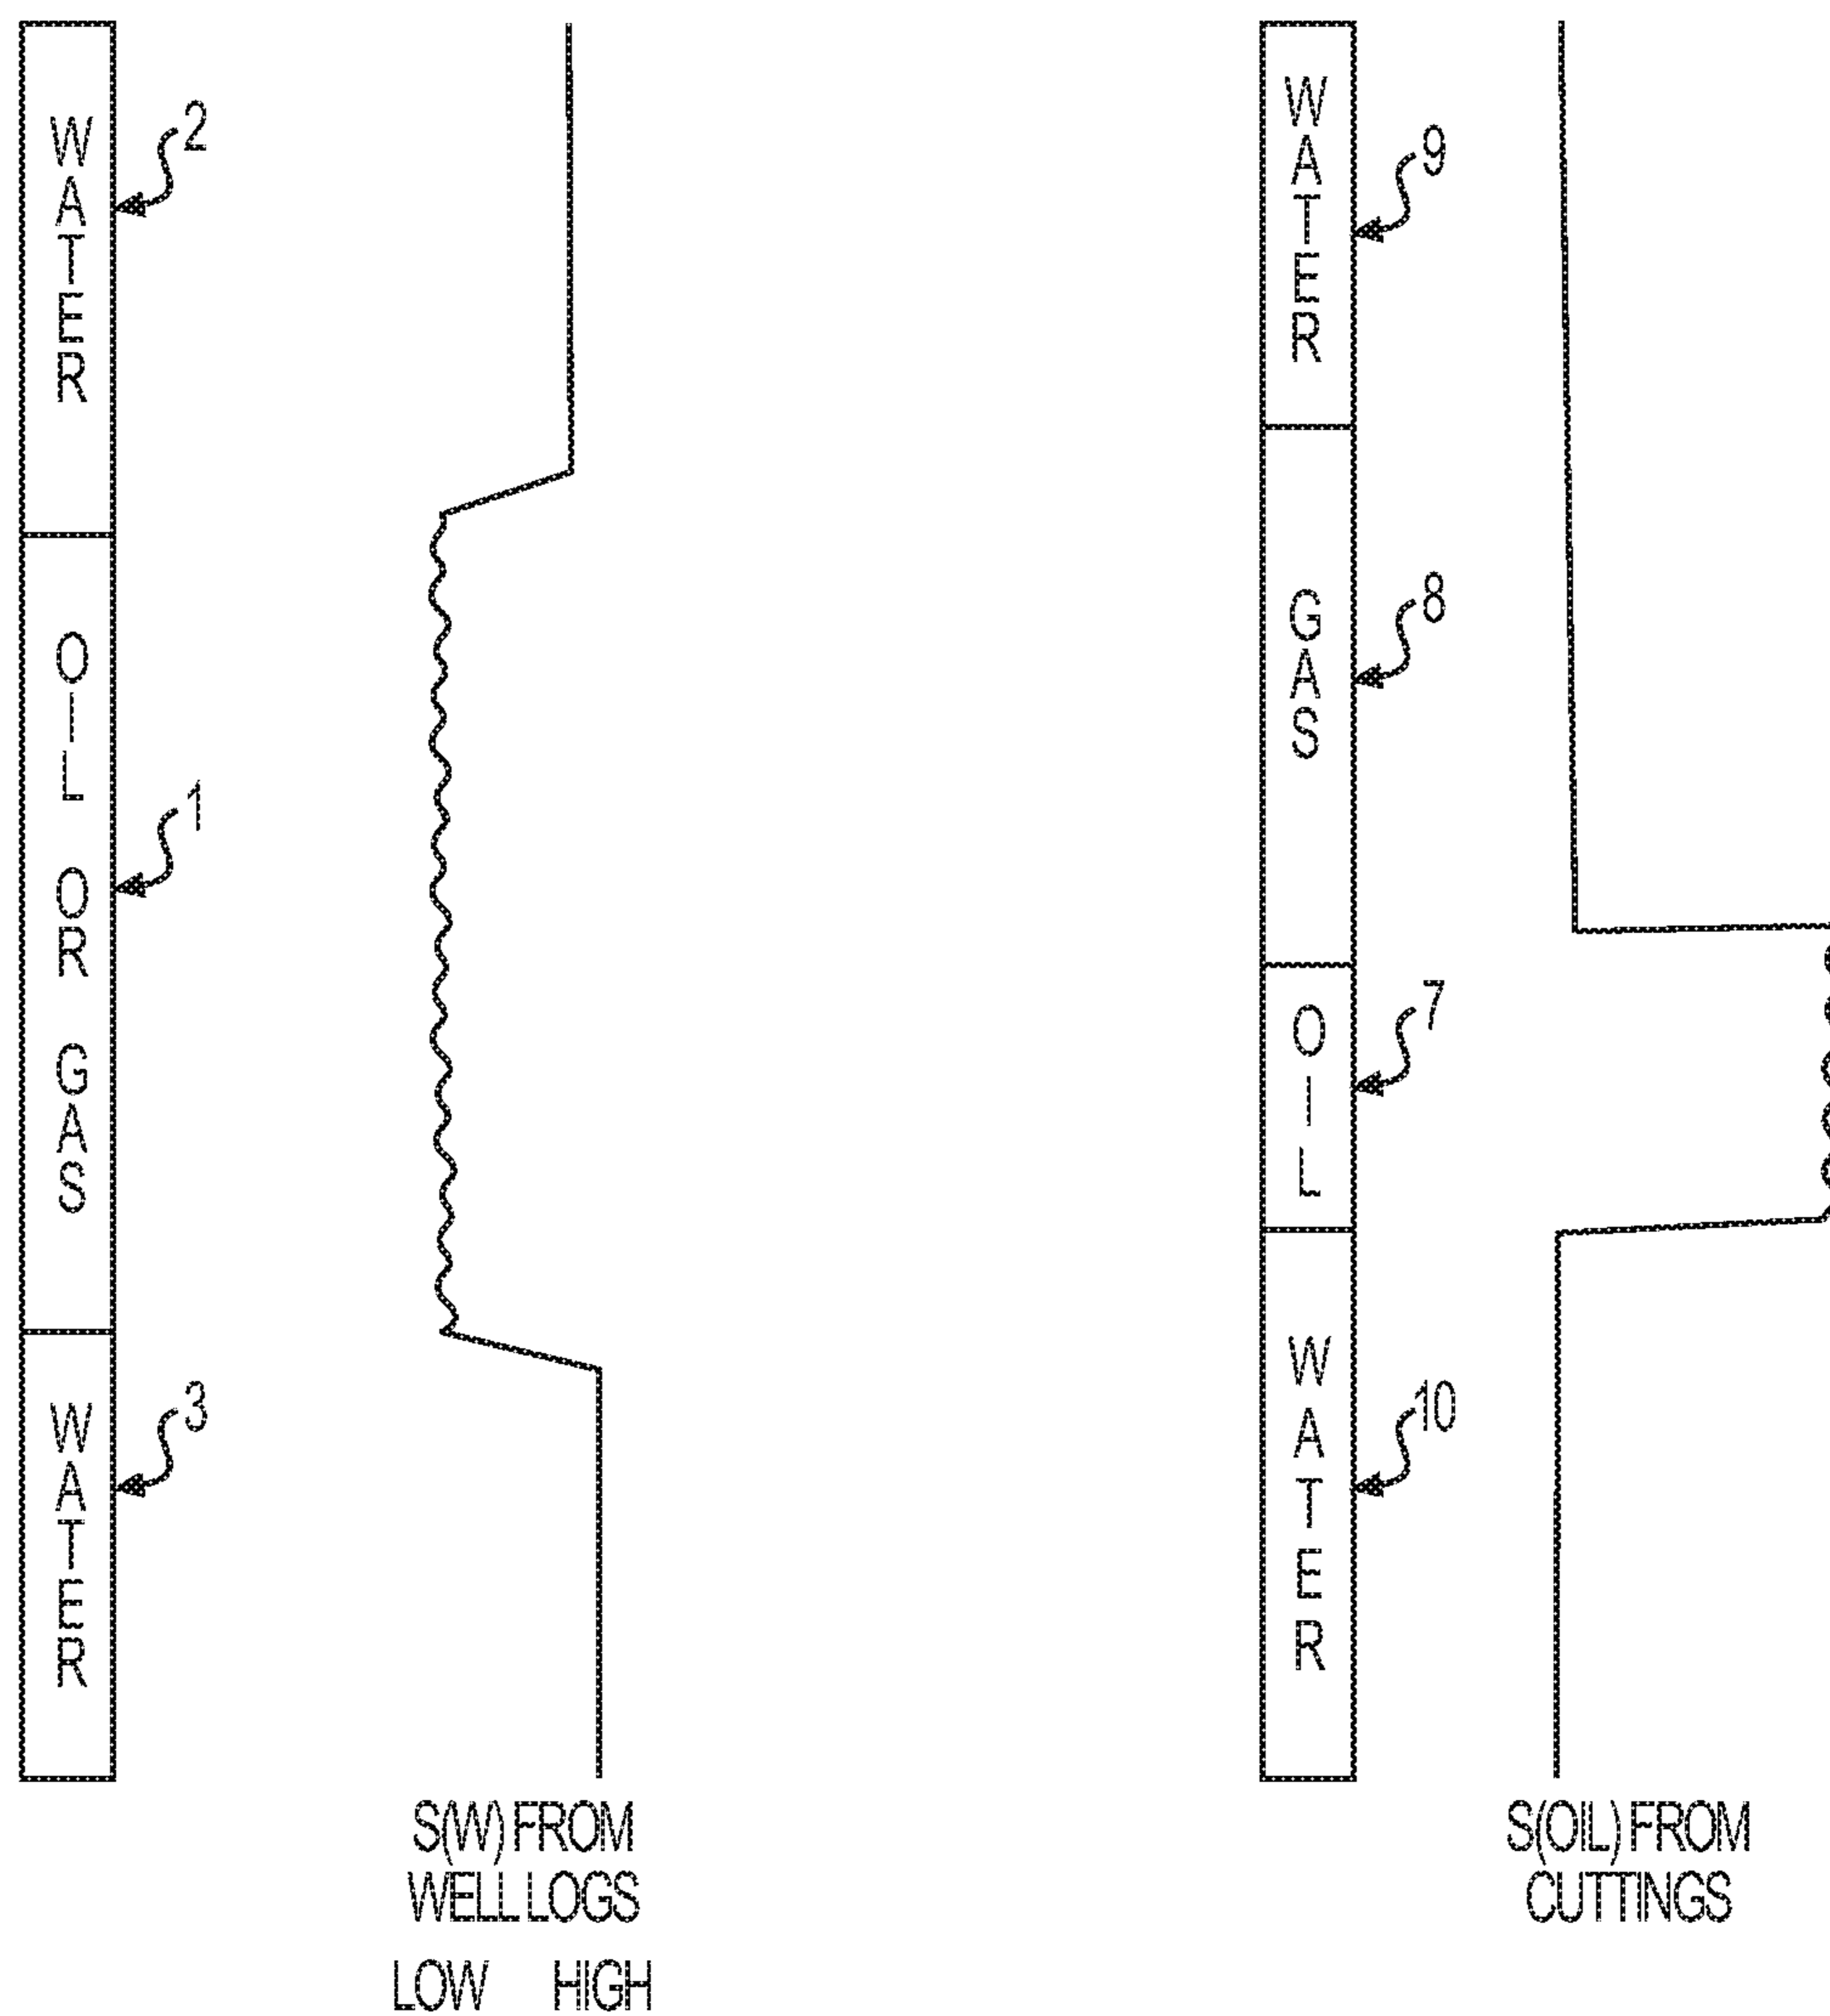 WATER
2
OIL OR GAS
1
WATER
3
S(W) FROM
WELL LOGS
LOW HIGH
WATER
9
GAS
8
OIL
7
WATER
10
S(OIL) FROM
CUTTINGS